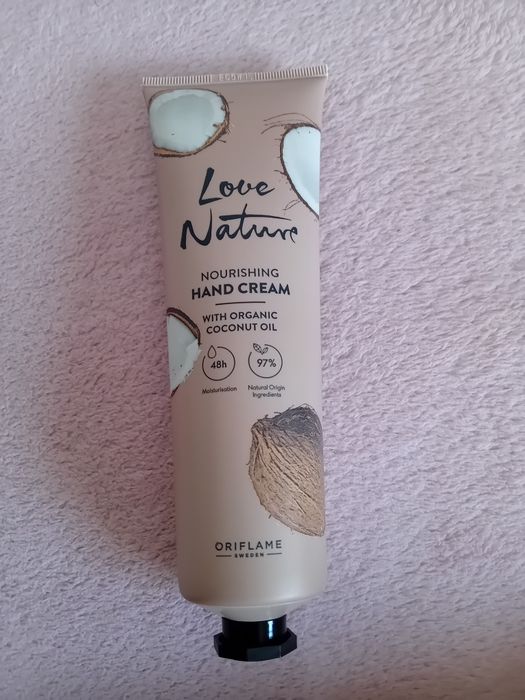 Love
Nature
NOURISHING
HAND CREAM
WITH ORGANIC
COCONUT OIL
48h
Moisturisation
97%
Natural Origin
Ingredients
ORIFLAME
SWEDEN